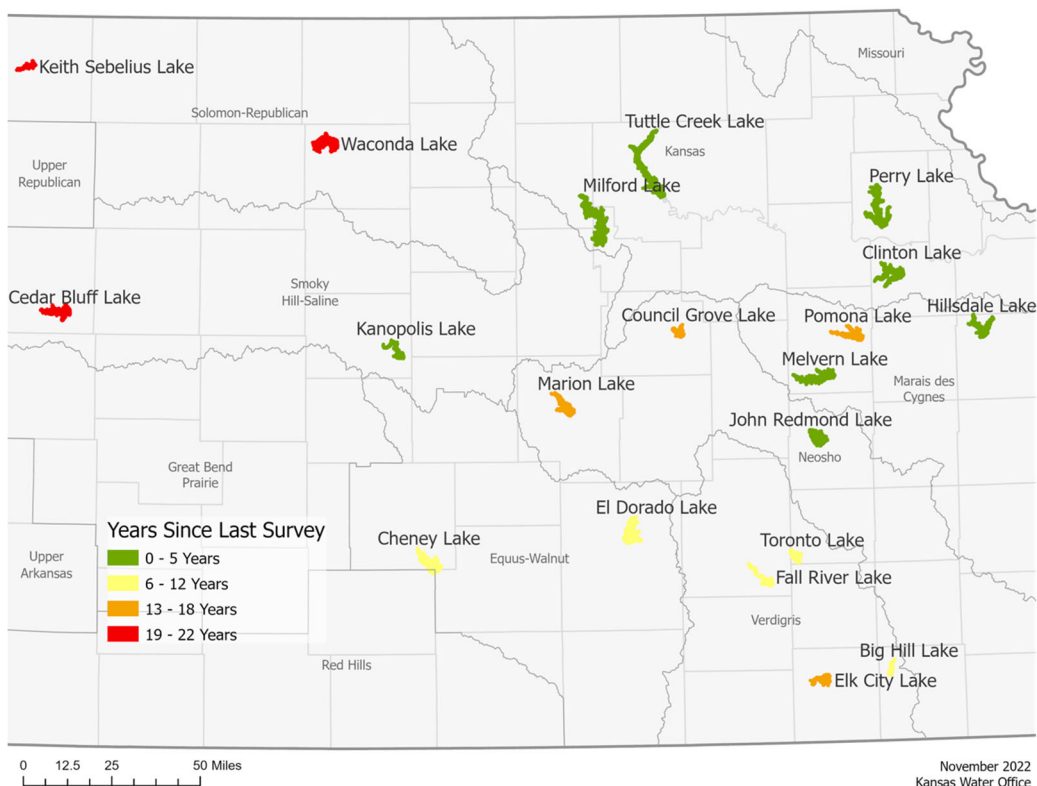 Missouri
Keith Sebelius Lake
Solomon-Republican
Tuttle Creek Lake
Waconda Lake
Kansas
Upper
Republican
Perry Lake
Milford Lake
Clinton Lake
Smoky
Hill-Saline
Cedar Bluff Lake
Hillsdale Lake
Council Grove Lake
Pomona Lake
Kanopolis Lake
Melvern Lake
Marion Lake
Marais des
Cygnes
John Redmond Lake
Neosho
Great Bend
Prairie
El Dorado Lake
Years Since Last Survey
0 - 5 Years
6 - 12 Years
13 - 18 Years
19 - 22 Years
Cheney Lake
Toronto Lake
Upper
Arkansas
Equus-Walnut
Fall River Lake
Verdigris
Big Hill Lake
Red Hills
Elk City Lake
0 12.5 25 50 Miles
November 2022
Kansas Water Office